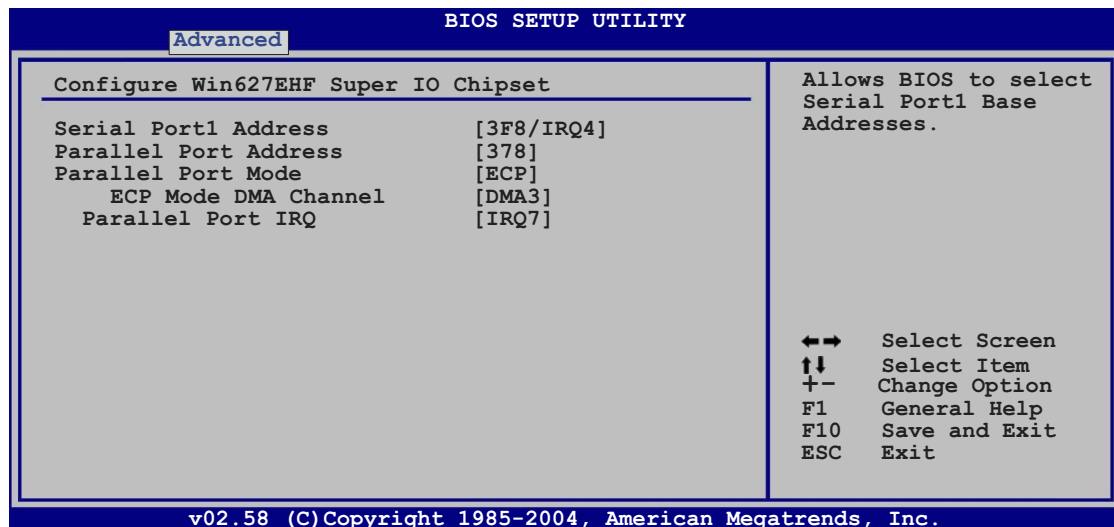 BIOS SETUP UTILITY
Advanced
Configure Win627EHF Super IO Chipset
Serial Port1 Address [3F8/IRQ4]
Parallel Port Address [378]
Parallel Port Mode [ECP]
ECP Mode DMA Channel [DMA3]
Parallel Port IRQ [IRQ7]
Allows BIOS to select
Serial Port1 Base
Addresses.
←→ Select Screen
↑↓ Select Item
+- Change Option
F1 General Help
F10 Save and Exit
ESC Exit
v02.58 (C)Copyright 1985-2004, American Megatrends, Inc.